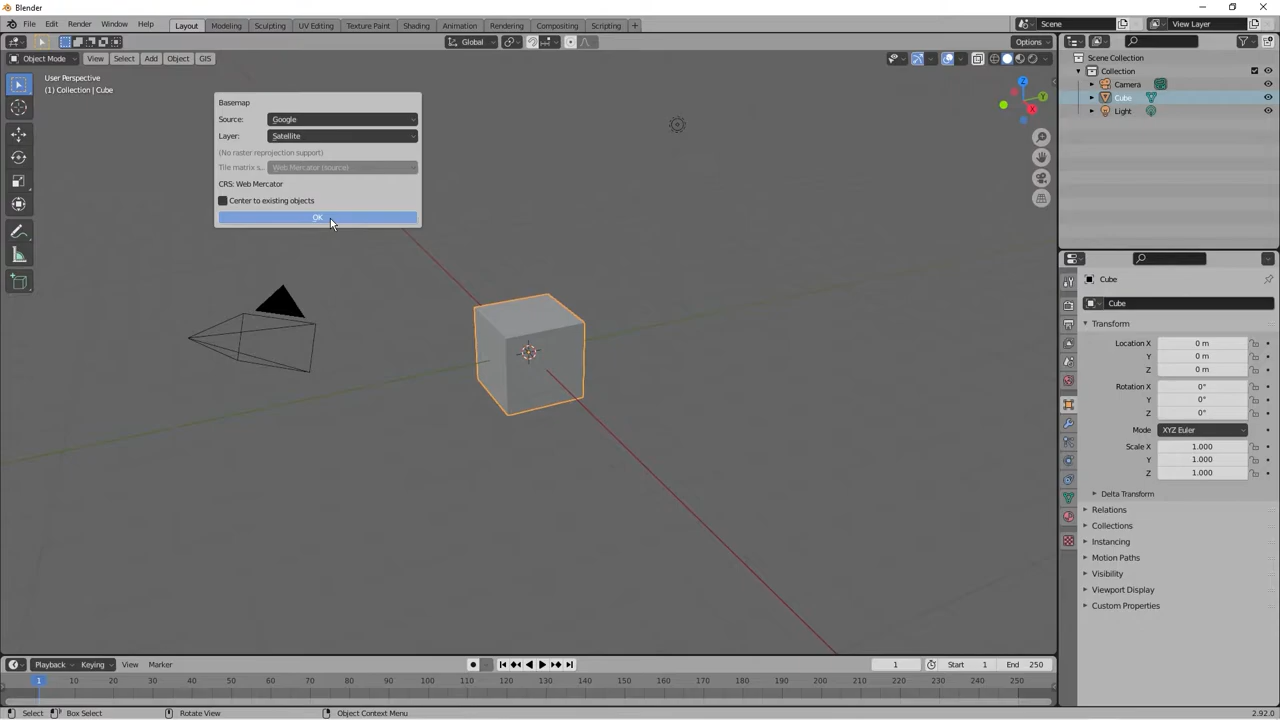 Blender
File Edit Render Window Help Layout Modeling Sculpting UV Editing Texture Paint Shading Animation Rendering Compositing Scripting + Scene View Layer
Global Options
Object Mode View Select Add Object GIS
User Perspective
(1) Collection | Cube
Basemap
Source: Google
Layer: Satellite
(No raster reprojection support)
Tile matrix s... Web Mercator (source)
CRS: Web Mercator
Center to existing objects
OK
Z
Y
X
Scene Collection
Collection
Camera
Cube
Light
Cube
Cube
Transform
Location X 0 m
Y 0 m
Z 0 m
Rotation X 0°
Y 0°
Z 0°
Mode XYZ Euler
Scale X 1.000
Y 1.000
Z 1.000
Delta Transform
Relations
Collections
Instancing
Motion Paths
Visibility
Viewport Display
Custom Properties
Playback Keying View Marker 1 Start 1 End 250
1 10 20 30 40 50 60 70 80 90 100 110 120 130 140 150 160 170 180 190 200 210 220 230 240 250
Select Box Select Rotate View Object Context Menu 2.92.0